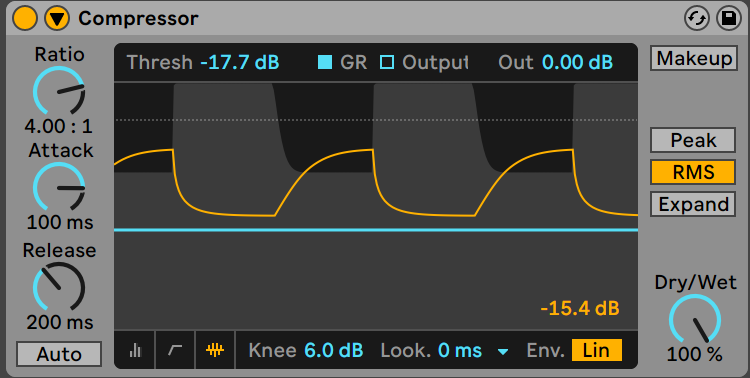 Compressor
Ratio
4.00 : 1
Attack
100 ms
Release
200 ms
Auto
Thresh -17.7 dB GR Output Out 0.00 dB
-15.4 dB
Knee 6.0 dB Look. 0 ms Env. Lin
Makeup
Peak
RMS
Expand
Dry/Wet
100 %